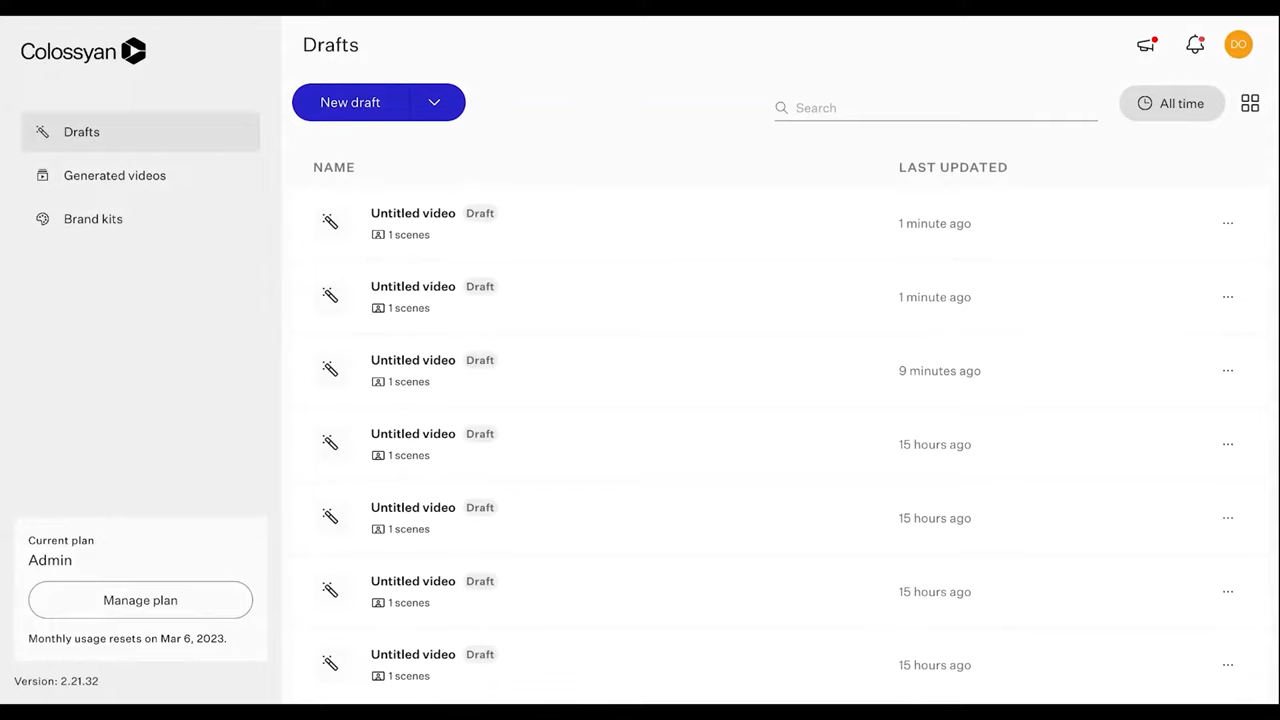 Colossyan
Drafts
DO
New draft
Search
All time
Drafts
Generated videos
Brand kits
NAME
LAST UPDATED
Untitled video Draft
1 scenes
1 minute ago
...
Untitled video Draft
1 scenes
1 minute ago
...
Untitled video Draft
1 scenes
9 minutes ago
...
Untitled video Draft
1 scenes
15 hours ago
...
Untitled video Draft
1 scenes
15 hours ago
...
Untitled video Draft
1 scenes
15 hours ago
...
Untitled video Draft
1 scenes
15 hours ago
...
Current plan
Admin
Manage plan
Monthly usage resets on Mar 6, 2023.
Version: 2.21.32